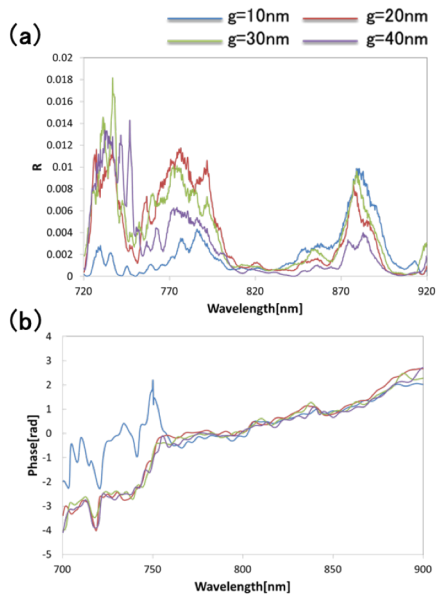 g=10nm g=20nm
g=30nm g=40nm
(a)
0.02
0.018
0.016
0.014
0.012
0.01
0.008
0.006
0.004
0.002
0
R
720 770 820 870 920
Wavelength[nm]
(b)
4
3
2
1
0
-1
-2
-3
-4
-5
Phase[rad]
700 750 800 850 900
Wavelength[nm]